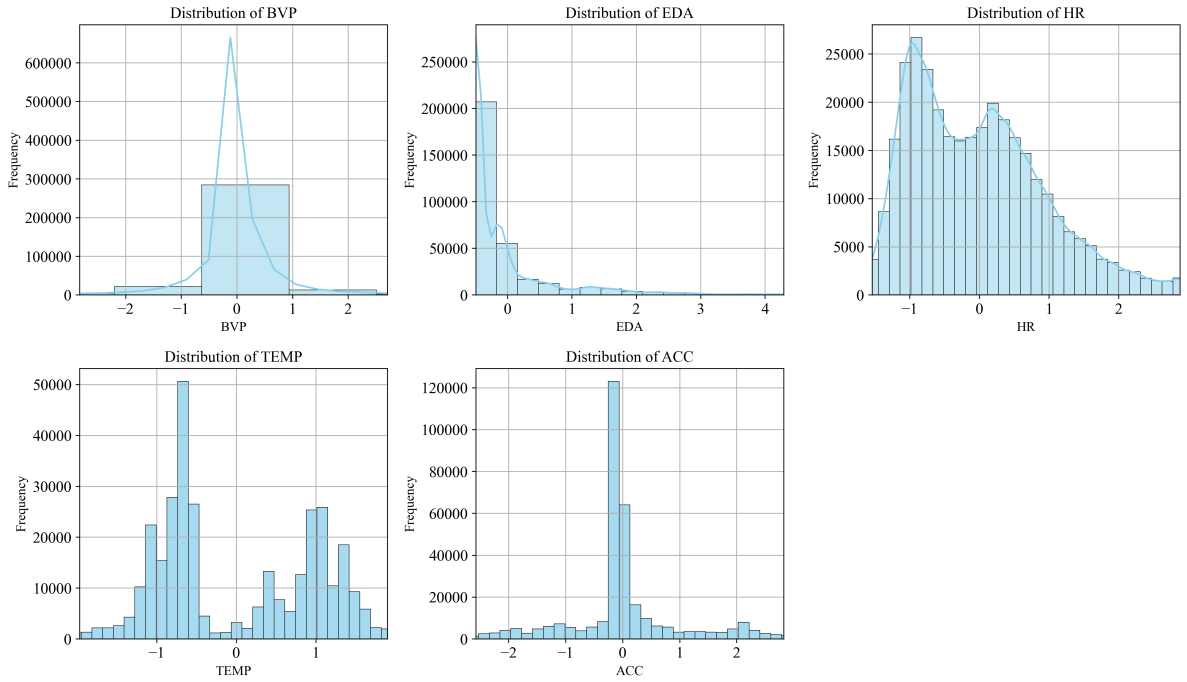 Distribution of BVP
Frequency
600000
500000
400000
300000
200000
100000
0
−2 −1 0 1 2
BVP
Distribution of EDA
Frequency
250000
200000
150000
100000
50000
0
0 1 2 3 4
EDA
Distribution of HR
Frequency
25000
20000
15000
10000
5000
0
−1 0 1 2
HR
Distribution of TEMP
Frequency
50000
40000
30000
20000
10000
0
−1 0 1
TEMP
Distribution of ACC
Frequency
120000
100000
80000
60000
40000
20000
0
−2 −1 0 1 2
ACC